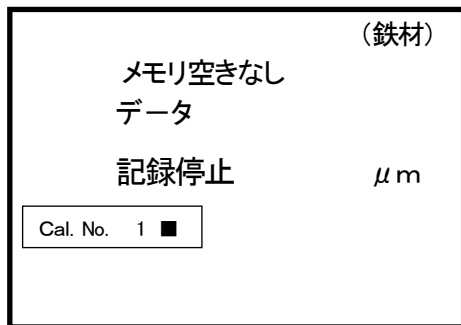 （鉄材）
メモリ空きなし
データ
記録停止 μm
Cal. No. 1 ■